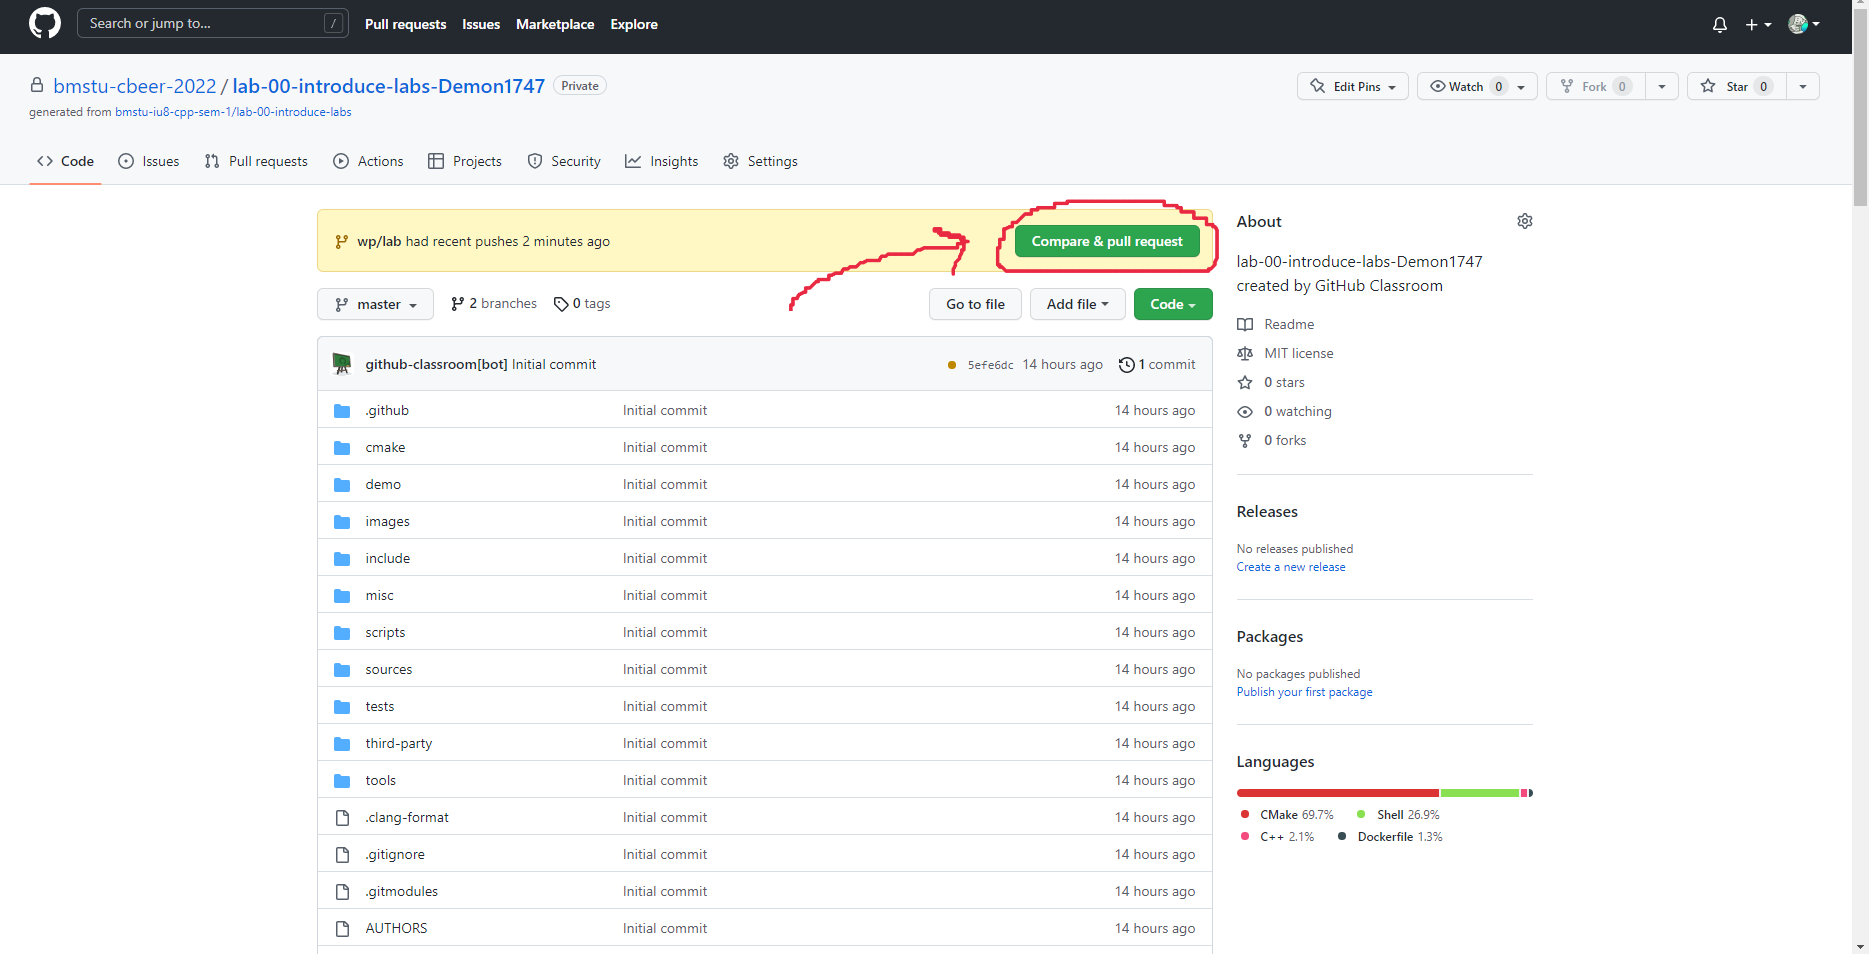 Search or jump to... /
Pull requests Issues Marketplace Explore
bmstu-cbeer-2022 / lab-00-introduce-labs-Demon1747 Private
generated from bmstu-iu8-cpp-sem-1/lab-00-introduce-labs
Edit Pins Watch 0 Fork 0 Star 0
Code Issues Pull requests Actions Projects Security Insights Settings
wp/lab had recent pushes 2 minutes ago Compare & pull request
master 2 branches 0 tags Go to file Add file Code
github-classroom[bot] Initial commit 5efe6dc 14 hours ago 1 commit
.github Initial commit 14 hours ago
cmake Initial commit 14 hours ago
demo Initial commit 14 hours ago
images Initial commit 14 hours ago
include Initial commit 14 hours ago
misc Initial commit 14 hours ago
scripts Initial commit 14 hours ago
sources Initial commit 14 hours ago
tests Initial commit 14 hours ago
third-party Initial commit 14 hours ago
tools Initial commit 14 hours ago
.clang-format Initial commit 14 hours ago
.gitignore Initial commit 14 hours ago
.gitmodules Initial commit 14 hours ago
AUTHORS Initial commit 14 hours ago
About
lab-00-introduce-labs-Demon1747
created by GitHub Classroom
Readme
MIT license
0 stars
0 watching
0 forks
Releases
No releases published
Create a new release
Packages
No packages published
Publish your first package
Languages
CMake 69.7% Shell 26.9%
C++ 2.1% Dockerfile 1.3%